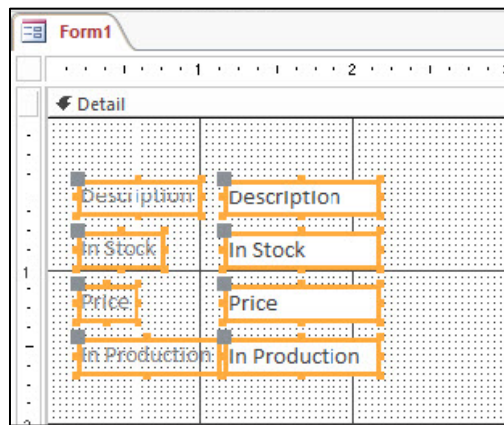 Form1
1 2
Detail
Description Description
In Stock In Stock
1
Price Price
In Production In Production